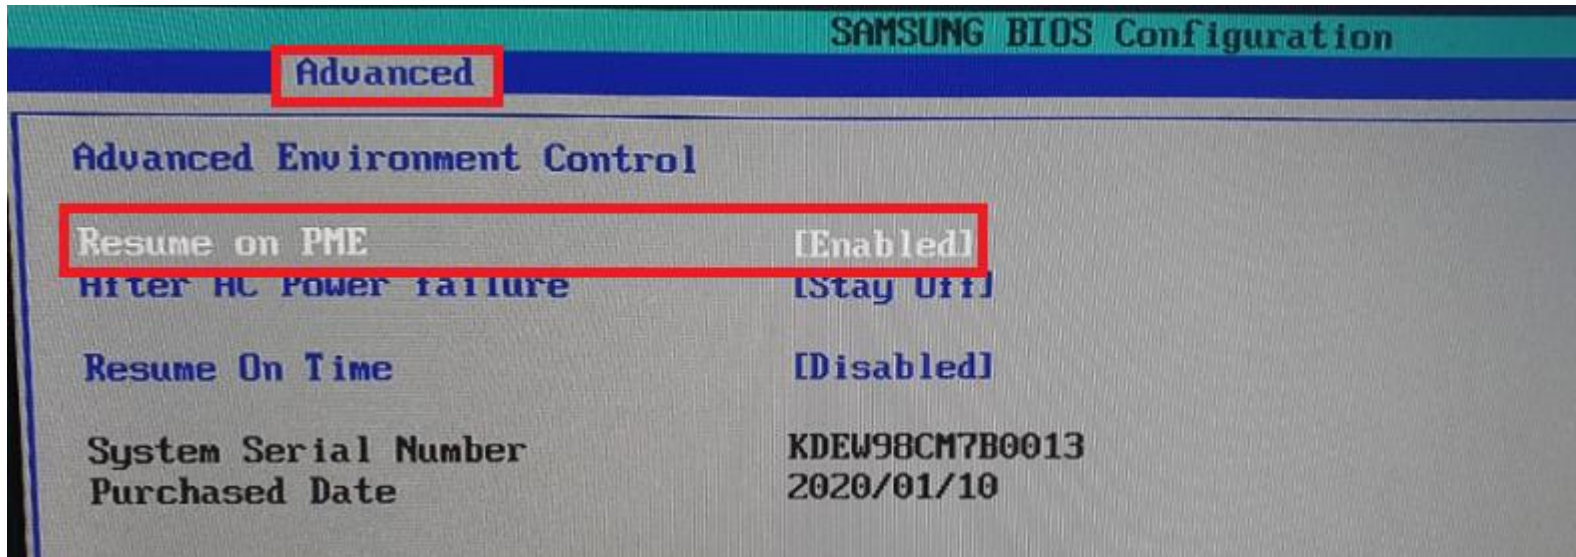 SAMSUNG BIOS Configuration
Advanced
Advanced Environment Control
Resume on PME [Enabled]
After AC Power failure [Stay Off]
Resume On Time [Disabled]
System Serial Number KDEW98CM7B0013
Purchased Date 2020/01/10